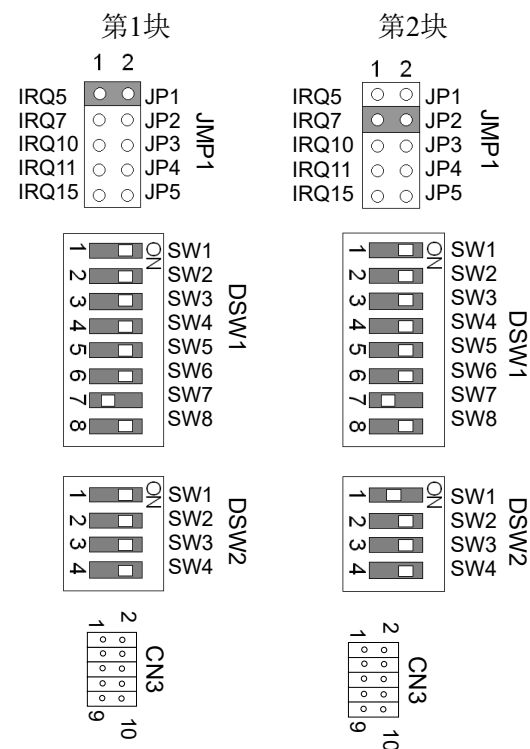 第1块
1 2
IRQ5 JP1
IRQ7 JP2
IRQ10 JP3
IRQ11 JP4
IRQ15 JP5
JMP1
1 ON SW1
2 SW2
3 SW3
4 SW4
5 SW5
6 SW6
7 SW7
8 SW8
DSW1
1 ON SW1
2 SW2
3 SW3
4 SW4
DSW2
1 2
CN3
9 10
第2块
1 2
IRQ5 JP1
IRQ7 JP2
IRQ10 JP3
IRQ11 JP4
IRQ15 JP5
JMP1
1 ON SW1
2 SW2
3 SW3
4 SW4
5 SW5
6 SW6
7 SW7
8 SW8
DSW1
1 ON SW1
2 SW2
3 SW3
4 SW4
DSW2
1 2
CN3
9 10